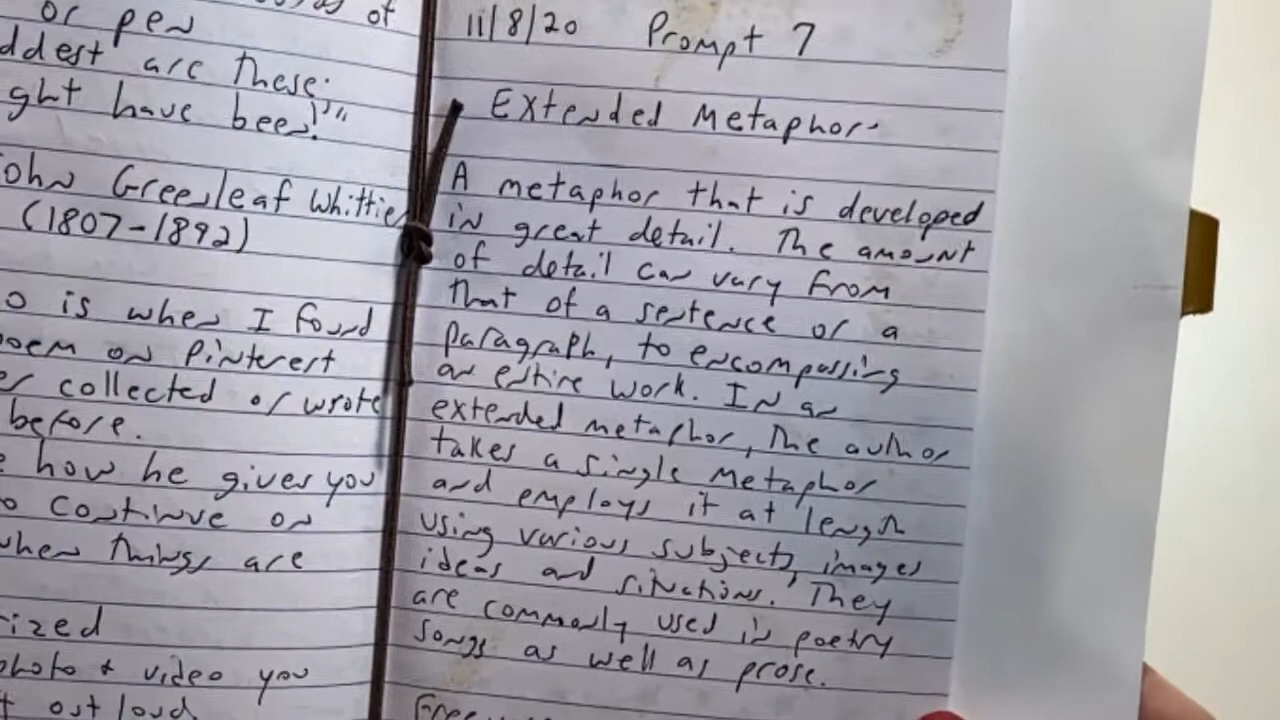 of
or pen
ddest are these:
ght have been!"
ohn Greenleaf Whittier
(1807-1892)
o is when I found
oem on Pinterest
er collected or wrote
before.
e how he gives you
o continue on
when things are
rized
photo + video you
t out loud
11/8/20 Prompt 7
Extended Metaphor-
A metaphor that is developed
in great detail. The amount
of detail can vary from
that of a sentence or a
paragraph, to encompassing
an entire work. In an
extended metaphor, the author
takes a single metaphor
and employs it at length
using various subjects, images
ideas and situations. They
are commonly used in poetry
songs as well as prose.